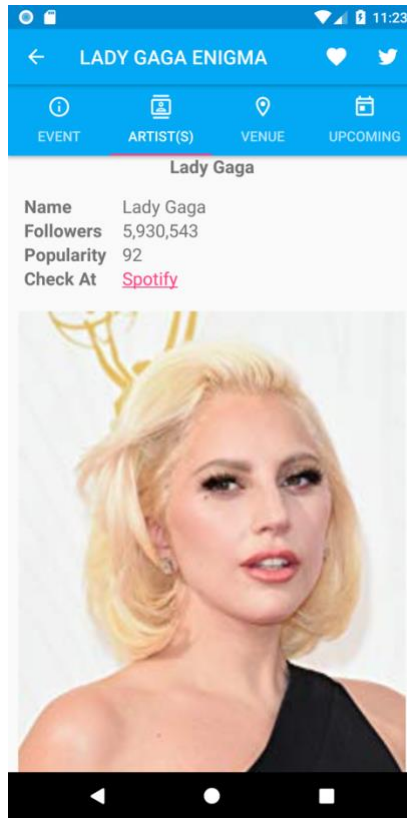 11:23
LADY GAGA ENIGMA
EVENT ARTIST(S) VENUE UPCOMING
Lady Gaga
Name Lady Gaga
Followers 5,930,543
Popularity 92
Check At Spotify